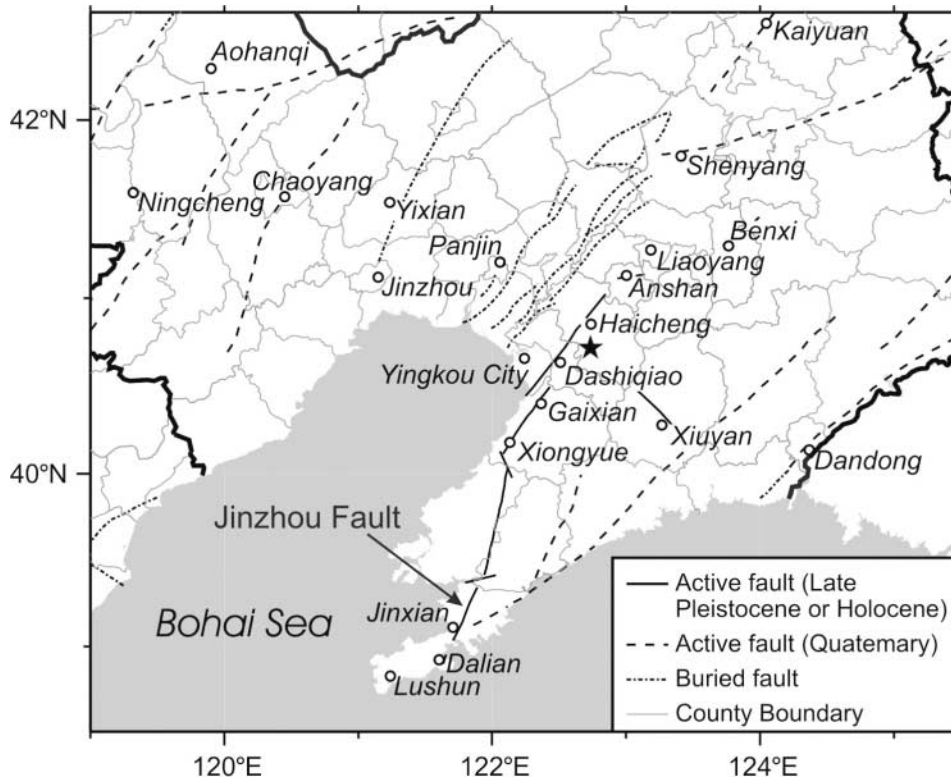 Aohanqi
Kaiyuan
42°N
Shenyang
Chaoyang
Ningcheng
Yixian
Benxi
Panjin
Liaoyang
Jinzhou
Anshan
Haicheng
Yingkou City
Dashiqiao
Gaixian
Xiuyan
Xiongyue
Dandong
40°N
Jinzhou Fault
Active fault (Late
Pleistocene or Holocene)
Jinxian
Bohai Sea
Active fault (Quatemary)
Dalian
Buried fault
Lushun
County Boundary
120°E
122°E
124°E